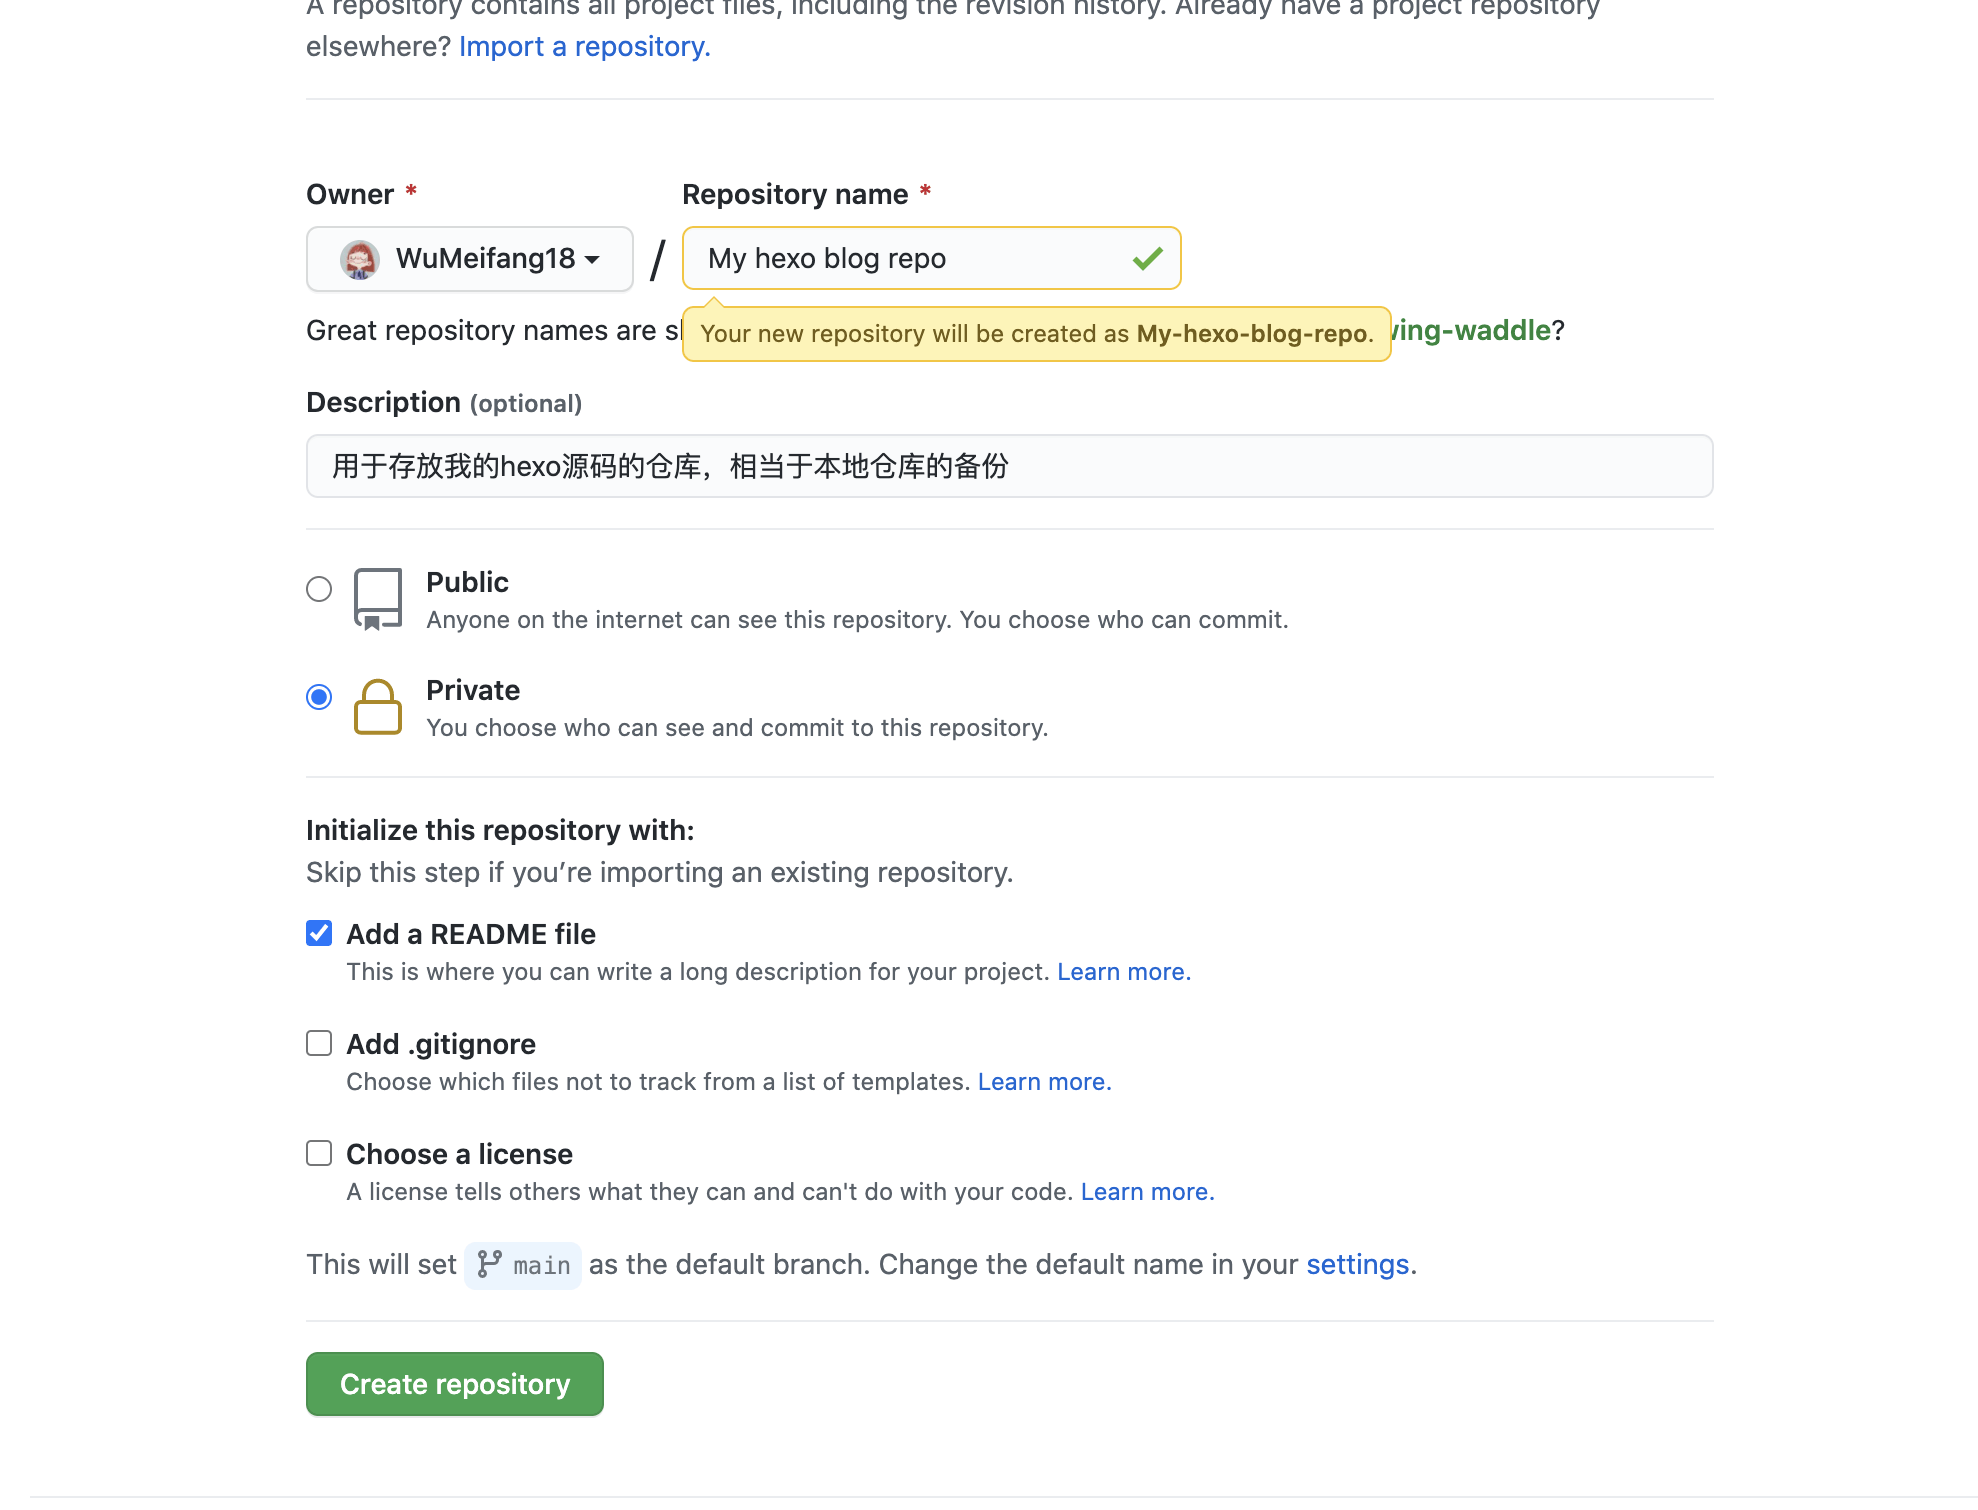 A repository contains all project files, including the revision history. Already have a project repository
elsewhere? Import a repository.
Owner *
Repository name *
WuMeifang18
/
My hexo blog repo
Great repository names are
Your new repository will be created as My-hexo-blog-repo.
wing-waddle?
Description (optional)
用于存放我的hexo源码的仓库，相当于本地仓库的备份
Public
Anyone on the internet can see this repository. You choose who can commit.
Private
You choose who can see and commit to this repository.
Initialize this repository with:
Skip this step if you’re importing an existing repository.
Add a README file
This is where you can write a long description for your project. Learn more.
Add .gitignore
Choose which files not to track from a list of templates. Learn more.
Choose a license
A license tells others what they can and can't do with your code. Learn more.
This will set main as the default branch. Change the default name in your settings.
Create repository